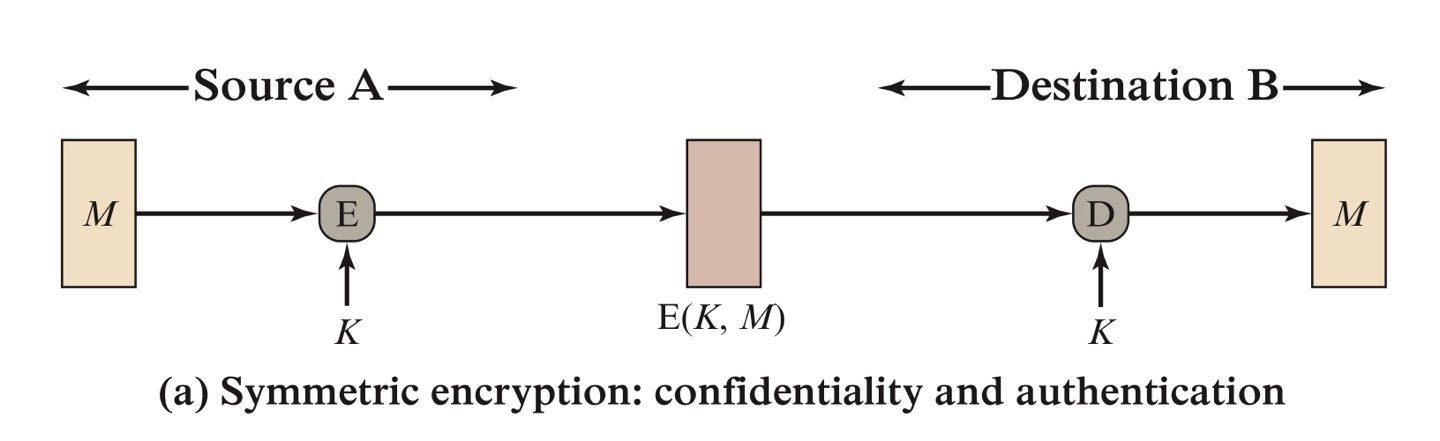 Source A
Destination B
M
E
D
M
E(K, M)
K
K
(a) Symmetric encryption: confidentiality and authentication